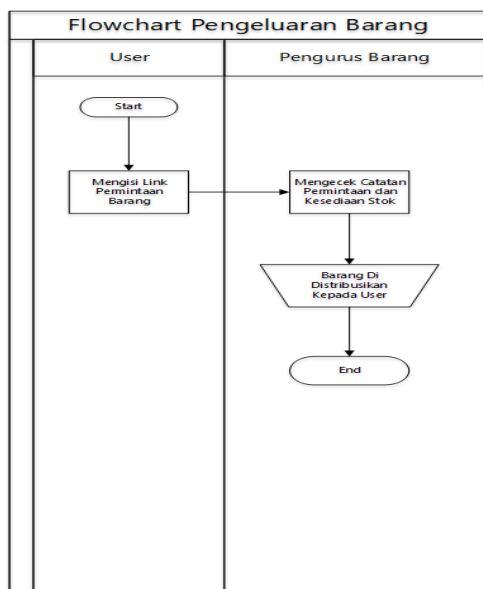 Flowchart Pengeluaran Barang
User
Pengurus Barang
Start
Mengisi Link
Permintaan
Barang
Mengecek Catatan
Permintaan dan
Kesediaan Stok
Barang Di
Distribusikan
Kepada User
End